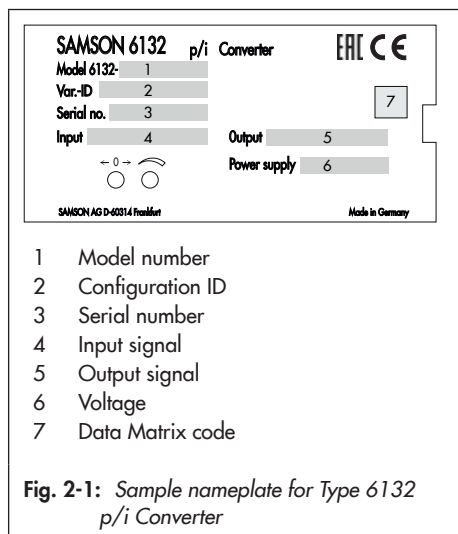 SAMSON 6132 p/i Converter EAC CE
Model 6132- 1
Var.-ID 2
7
Serial no. 3
Input 4 Output 5
← 0 →
Power supply 6
SAMSON AG D-60314 Frankfurt Made in Germany
1 Model number
2 Configuration ID
3 Serial number
4 Input signal
5 Output signal
6 Voltage
7 Data Matrix code
Fig. 2-1: Sample nameplate for Type 6132
p/i Converter